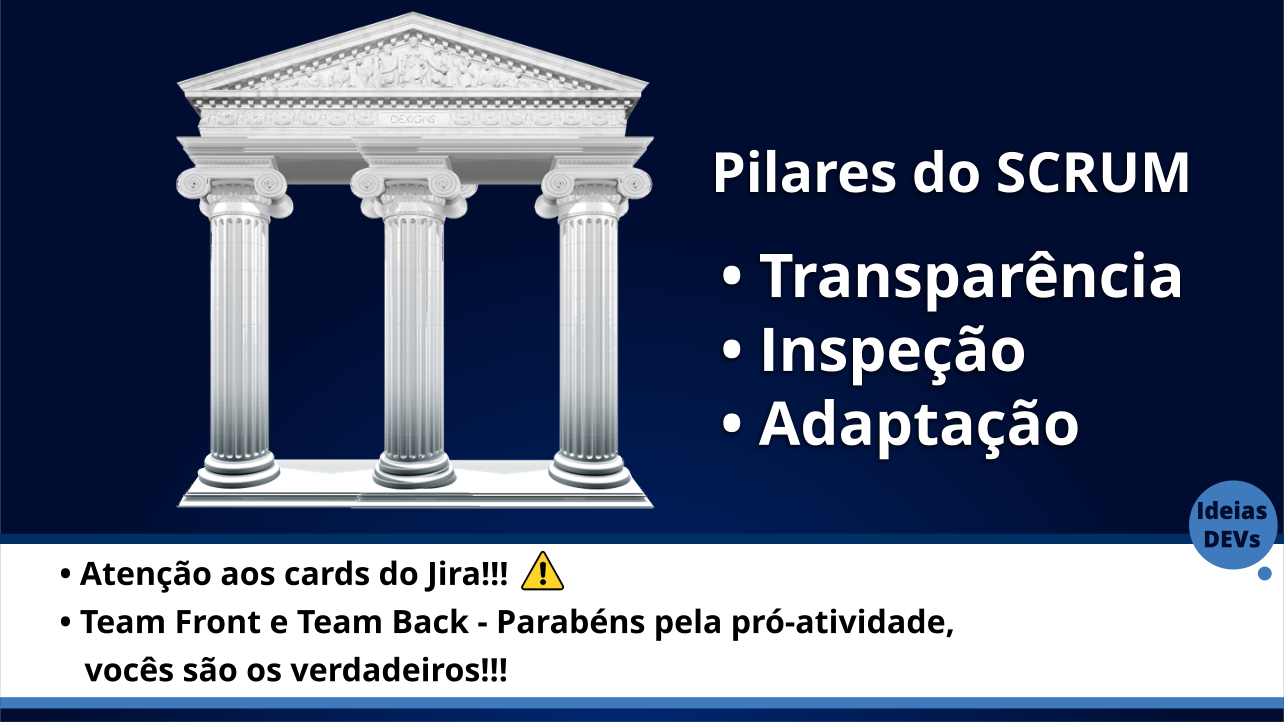 DEXIGNS
Pilares do SCRUM
• Transparência
• Inspeção
• Adaptação
Ideias
DEVs
• Atenção aos cards do Jira!!! ⚠️
• Team Front e Team Back - Parabéns pela pró-atividade,
vocês são os verdadeiros!!!